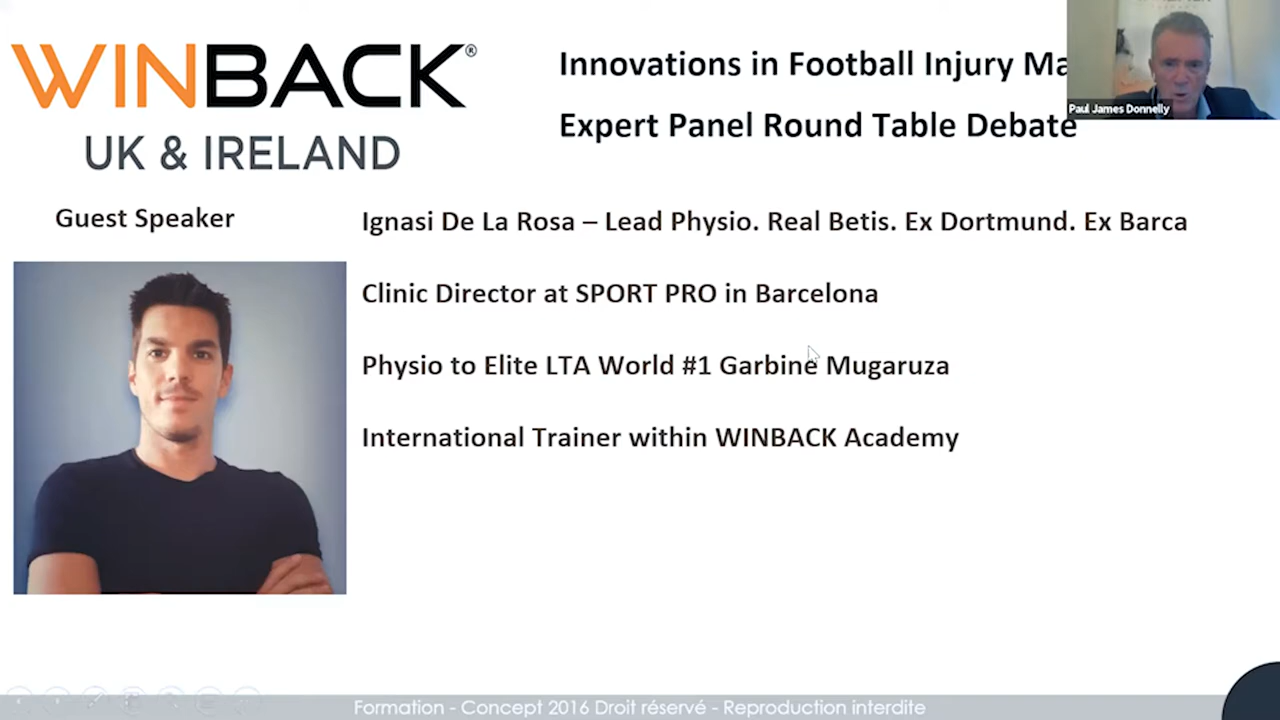 WINBACK®
UK & IRELAND
Innovations in Football Injury Ma
Expert Panel Round Table Debate
Paul James Donnelly
Guest Speaker
Ignasi De La Rosa – Lead Physio. Real Betis. Ex Dortmund. Ex Barca
Clinic Director at SPORT PRO in Barcelona
Physio to Elite LTA World #1 Garbine Mugaruza
International Trainer within WINBACK Academy
Formation - Concept 2016 Droit réservé - Reproduction interdite